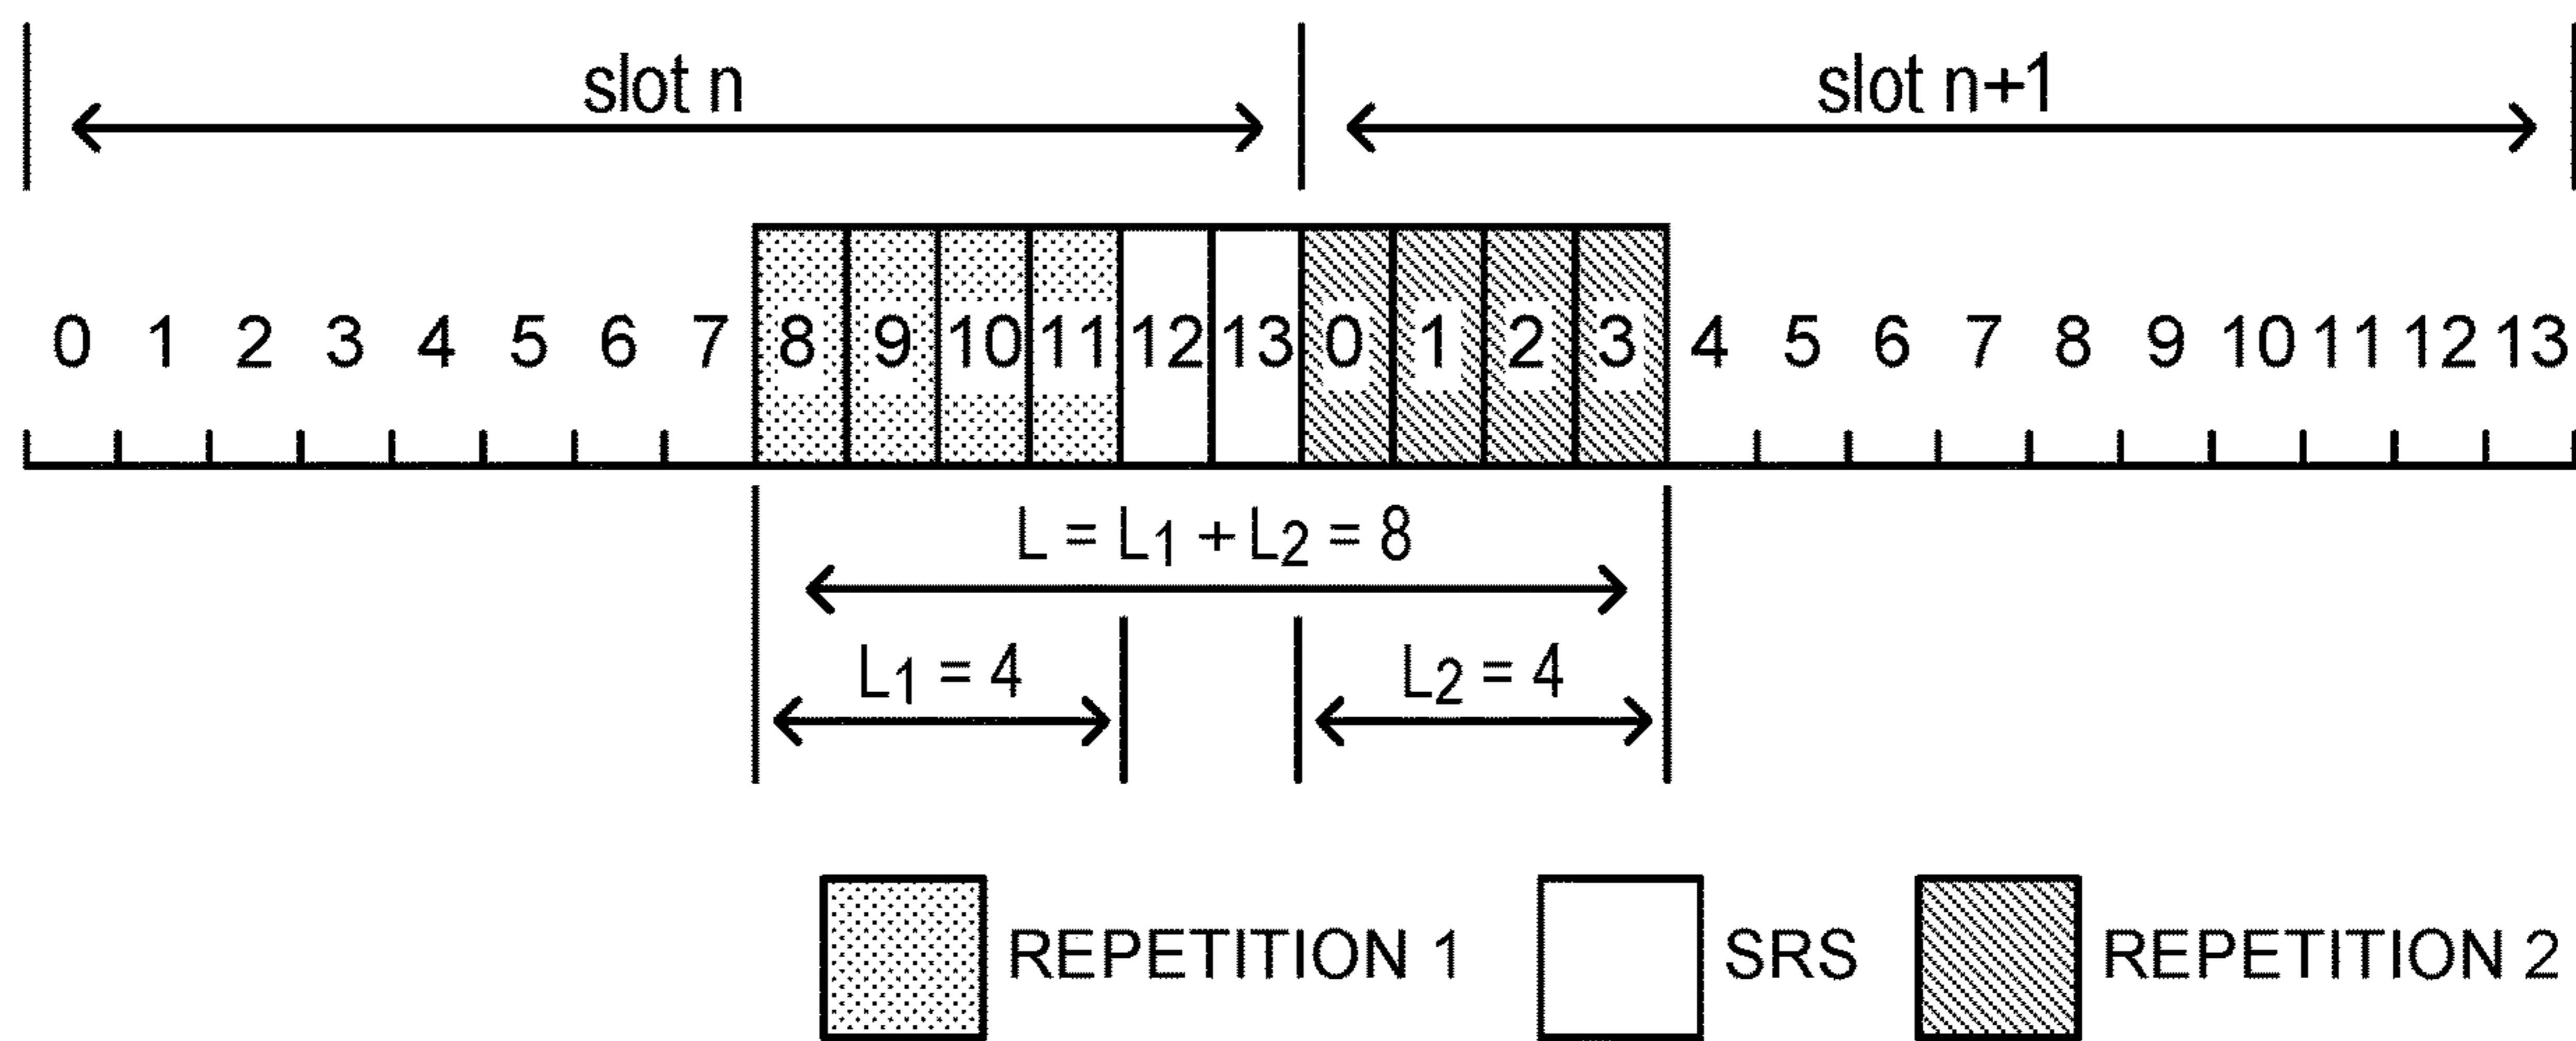 slot n slot n+1
0 1 2 3 4 5 6 7 8 9 10 11 12 13 0 1 2 3 4 5 6 7 8 9 10 11 12 13
L = L1 + L2 = 8
L1 = 4 L2 = 4
REPETITION 1 SRS REPETITION 2